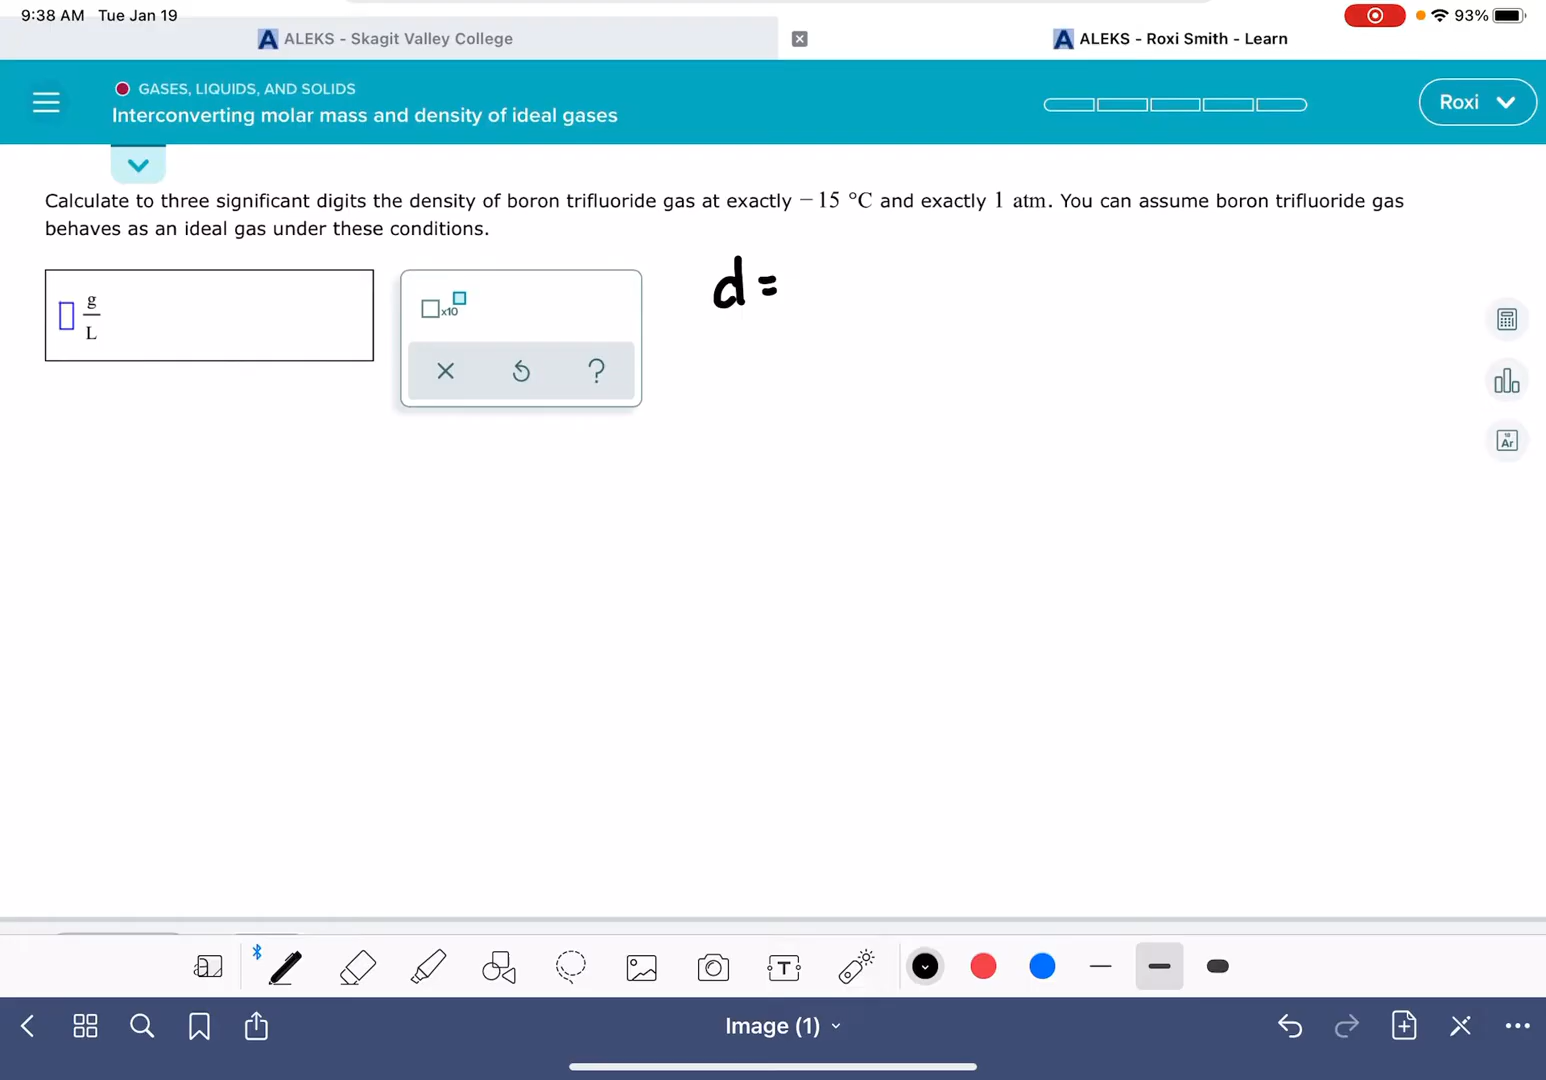 9:38 AM Tue Jan 19 93%
ALEKS - Skagit Valley College
ALEKS - Roxi Smith - Learn
GASES, LIQUIDS, AND SOLIDS
Interconverting molar mass and density of ideal gases
Roxi
Calculate to three significant digits the density of boron trifluoride gas at exactly −15 °C and exactly 1 atm. You can assume boron trifluoride gas
behaves as an ideal gas under these conditions.
d =
g
L
x10
?
18
Ar
a
T
Image (1)